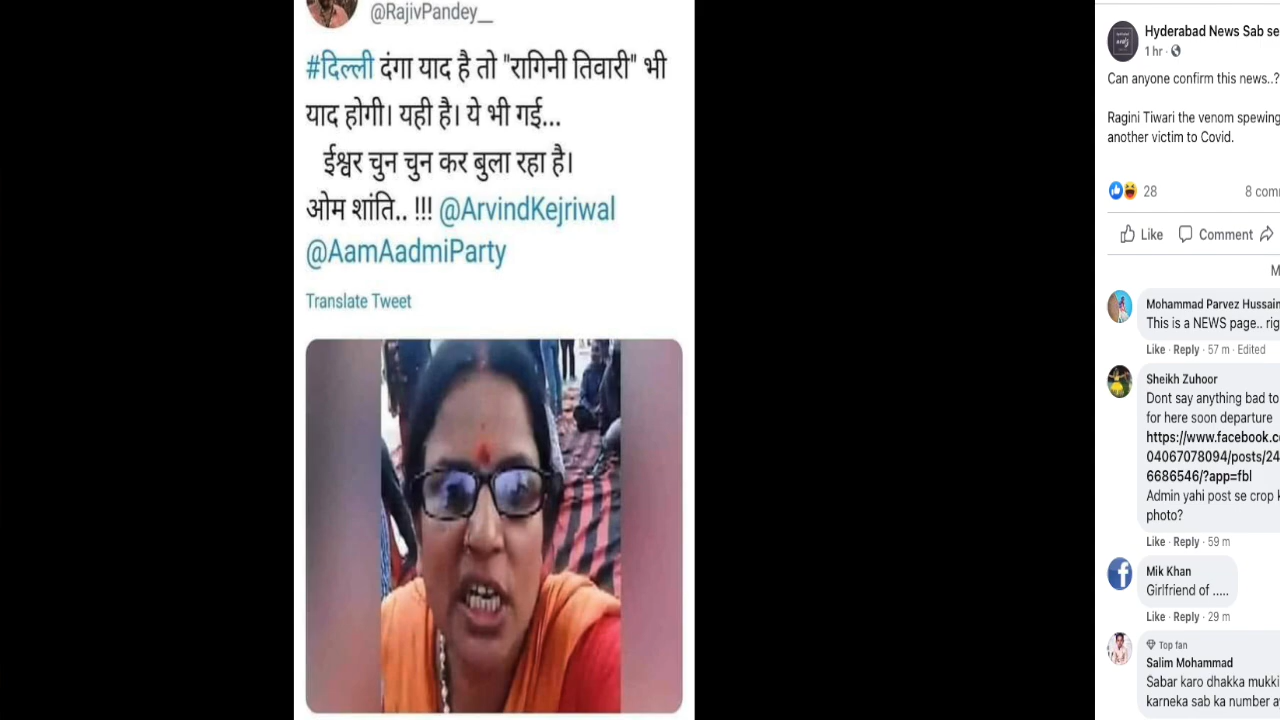 @RajivPandey__
#दिल्ली दंगा याद है तो "रागिनी तिवारी" भी
याद होगी। यही है। ये भी गई...
ईश्वर चुन चुन कर बुला रहा है।
ओम शांति.. !!! @ArvindKejriwal
@AamAadmiParty
Translate Tweet
Hyderabad News Sab se
1 hr ·
Can anyone confirm this news..?
Ragini Tiwari the venom spewing
another victim to Covid.
28
8 comm
Like
Comment
M
Mohammad Parvez Hussain
This is a NEWS page.. rig
Like · Reply · 57 m · Edited
Sheikh Zuhoor
Dont say anything bad to
for here soon departure
https://www.facebook.c
04067078094/posts/24
6686546/?app=fbl
Admin yahi post se crop k
photo?
Like · Reply · 59 m
Mik Khan
Girlfriend of .....
Like · Reply · 29 m
Top fan
Salim Mohammad
Sabar karo dhakka mukki
karneka sab ka number a